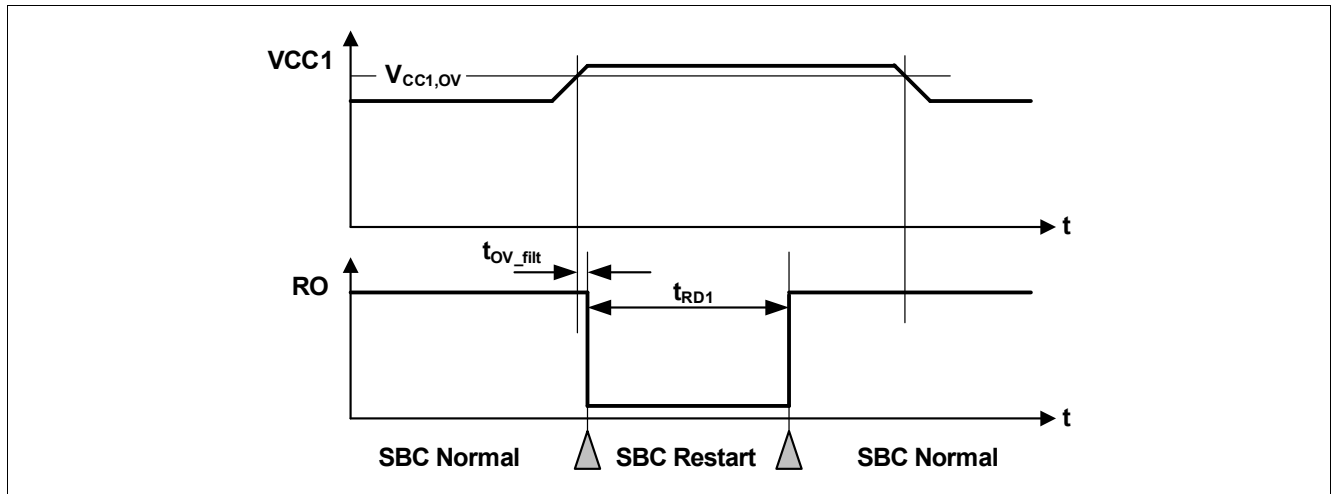 VCC1
VCC1,OV
t
tOV_filt
RO
tRD1
t
SBC Normal SBC Restart SBC Normal